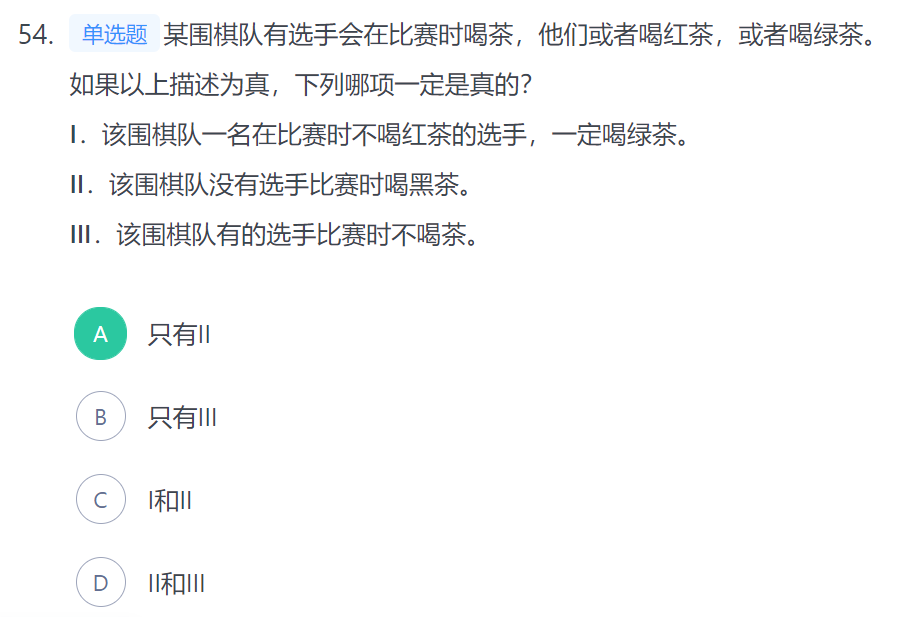 54. 单选题 某围棋队有选手会在比赛时喝茶，他们或者喝红茶，或者喝绿茶。
如果以上描述为真，下列哪项一定是真的？
I．该围棋队一名在比赛时不喝红茶的选手，一定喝绿茶。
II．该围棋队没有选手比赛时喝黑茶。
III．该围棋队有的选手比赛时不喝茶。
A 只有II
B 只有III
C I和II
D II和III